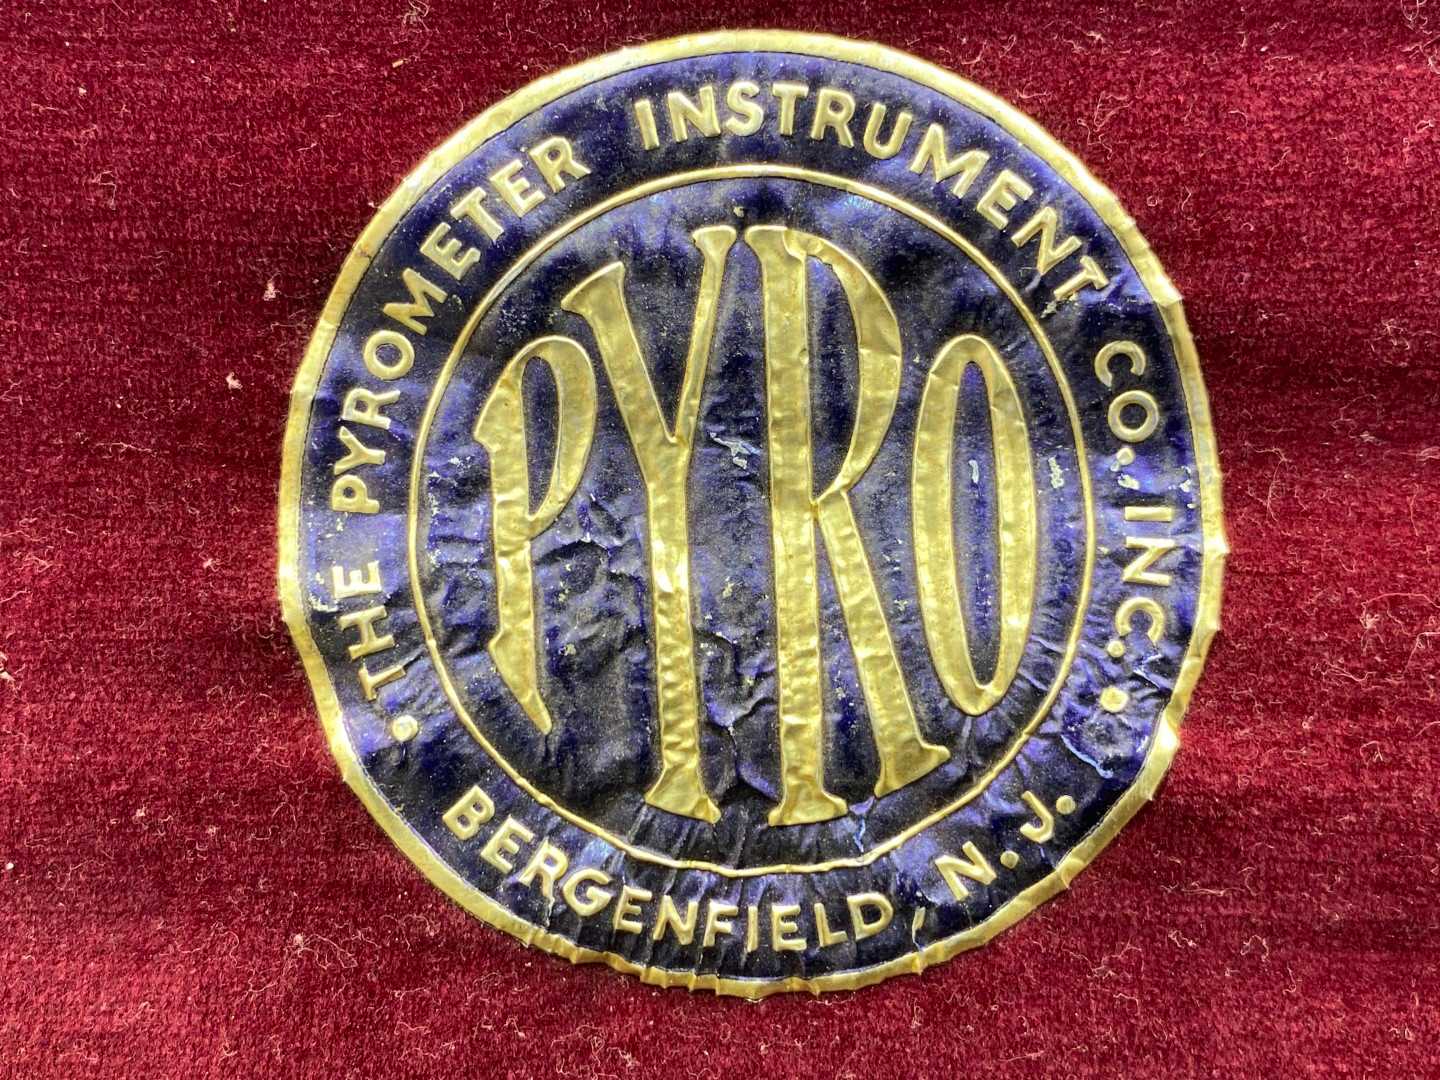 THE PYROMETER INSTRUMENT CO. INC.
PYRO
BERGENFIELD, N.J.